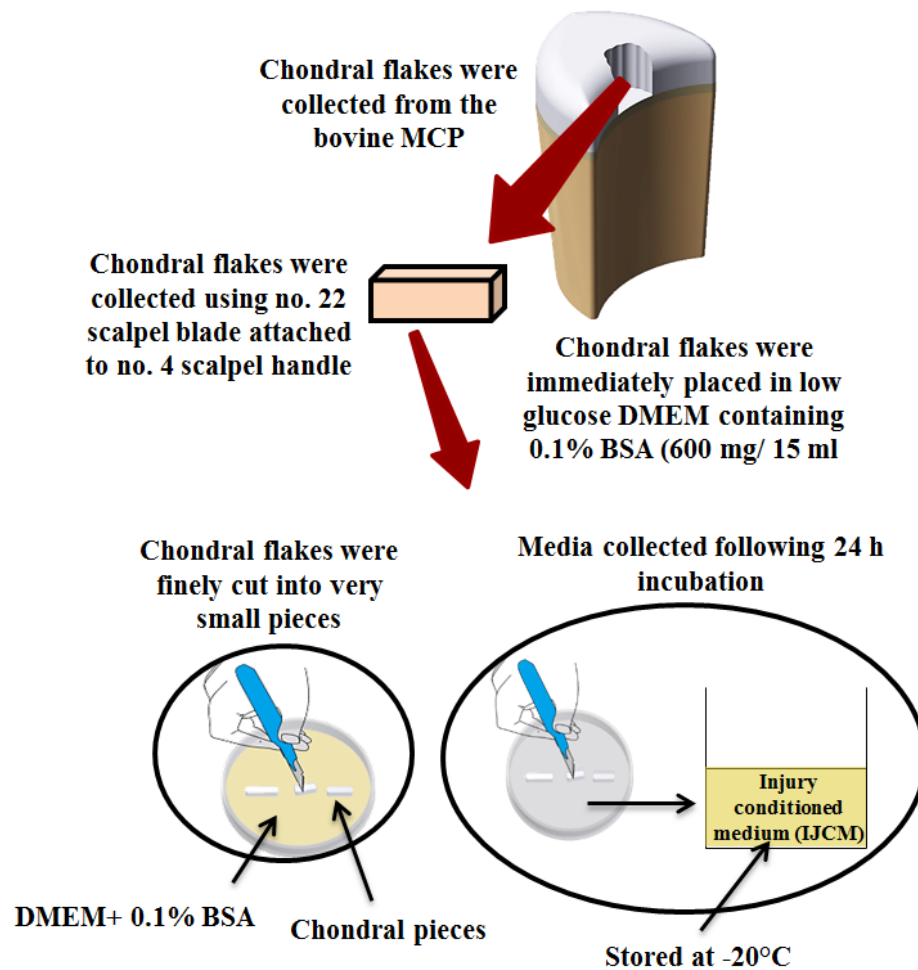 Chondral flakes were
collected from the
bovine MCP
Chondral flakes were
collected using no. 22
scalpel blade attached
to no. 4 scalpel handle
Chondral flakes were
immediately placed in low
glucose DMEM containing
0.1% BSA (600 mg/ 15 ml
Chondral flakes were
finely cut into very
small pieces
Media collected following 24 h
incubation
Injury
conditioned
medium (IJCM)
DMEM+ 0.1% BSA
Chondral pieces
Stored at -20°C